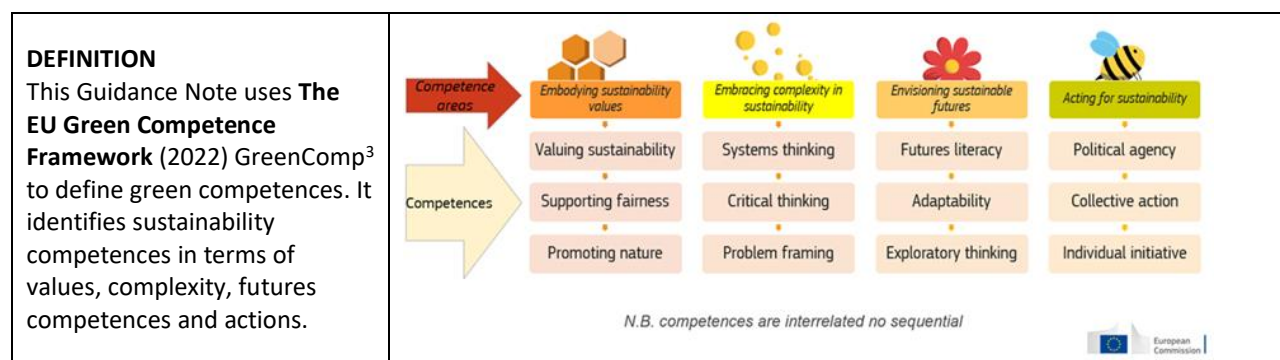 DEFINITION
This Guidance Note uses The
EU Green Competence
Framework (2022) GreenComp3
to define green competences. It
identifies sustainability
competences in terms of
values, complexity, futures
competences and actions.
Competence
areas
Embodying sustainability
values
Embracing complexity in
sustainability
Envisioning sustainable
futures
Acting for sustainability
Competences
Valuing sustainability
Systems thinking
Futures literacy
Political agency
Supporting fairness
Critical thinking
Adaptability
Collective action
Promoting nature
Problem framing
Exploratory thinking
Individual initiative
N.B. competences are interrelated no sequential
European
Commission